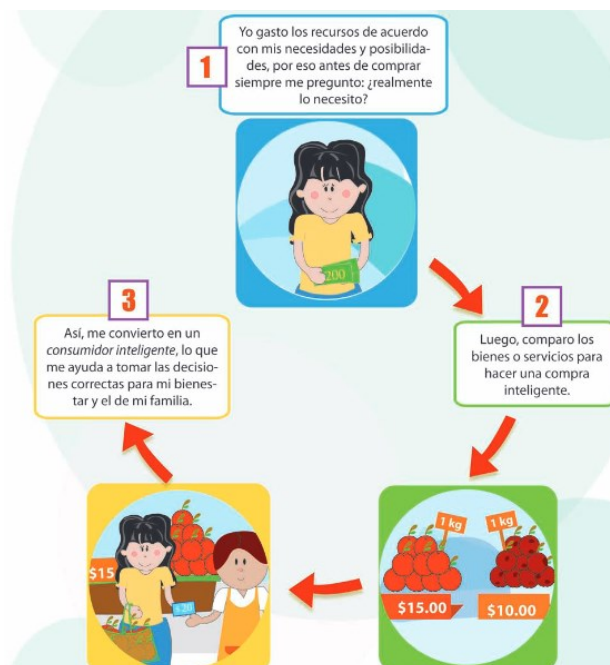 1
Yo gasto los recursos de acuerdo
con mis necesidades y posibilida-
des, por eso antes de comprar
siempre me pregunto: ¿realmente
lo necesito?
200
2
Luego, comparo los
bienes o servicios para
hacer una compra
inteligente.
1 kg
1 kg
$15.00
$10.00
$15
$20
3
Así, me convierto en un
consumidor inteligente, lo que
me ayuda a tomar las decisio-
nes correctas para mi bienes-
tar y el de mi familia.